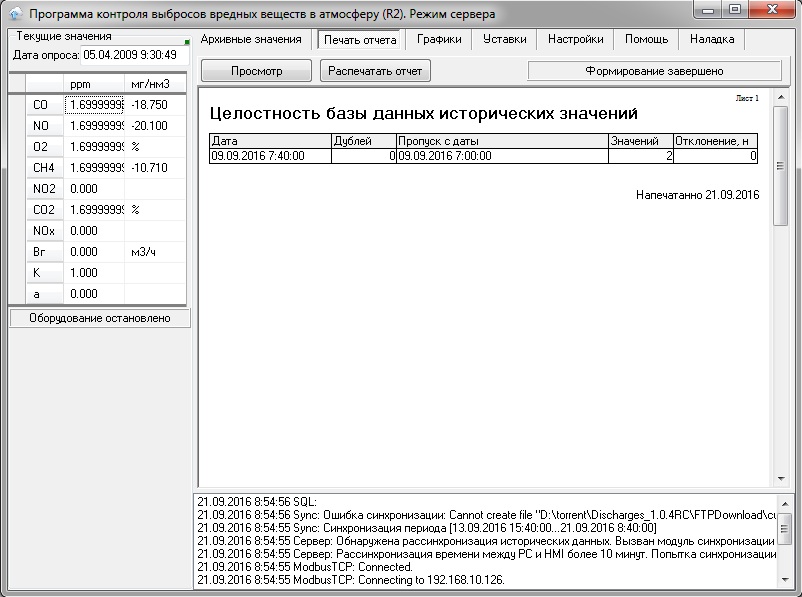 Программа контроля выбросов вредных веществ в атмосферу (R2). Режим сервера
Текущие значения
Дата опроса: 05.04.2009 9:30:49
ppm мг/нм3
CO 1.6999999 -18.750
NO 1.6999999 -20.100
O2 1.6999999 %
CH4 1.6999999 -10.710
NO2 0.000
CO2 1.6999999 %
NOx 0.000
Вг 0.000 м3/ч
K 1.000
a 0.000
Оборудование остановлено
Архивные значения Печать отчета Графики Уставки Настройки Помощь Наладка
Просмотр Распечатать отчет Формирование завершено
Лист 1
Целостность базы данных исторических значений
Дата Дублей Пропуск с даты Значений Отклонение, н
09.09.2016 7:40:00 0 09.09.2016 7:00:00 2 0
Напечатанно 21.09.2016
21.09.2016 8:54:56 SQL:
21.09.2016 8:54:56 Sync: Ошибка синхронизации: Cannot create file "D:\torrent\Discharges_1.0.4RC\FTPDownload\cu
21.09.2016 8:54:55 Sync: Синхронизация периода [13.09.2016 15:40:00...21.09.2016 8:40:00]
21.09.2016 8:54:55 Сервер: Обнаружена рассинхронизация исторических данных. Вызван модуль синхронизации
21.09.2016 8:54:55 Сервер: Рассинхронизация времени между PC и HMI более 10 минут. Попытка синхронизации
21.09.2016 8:54:55 ModbusTCP: Connected.
21.09.2016 8:54:55 ModbusTCP: Connecting to 192.168.10.126.